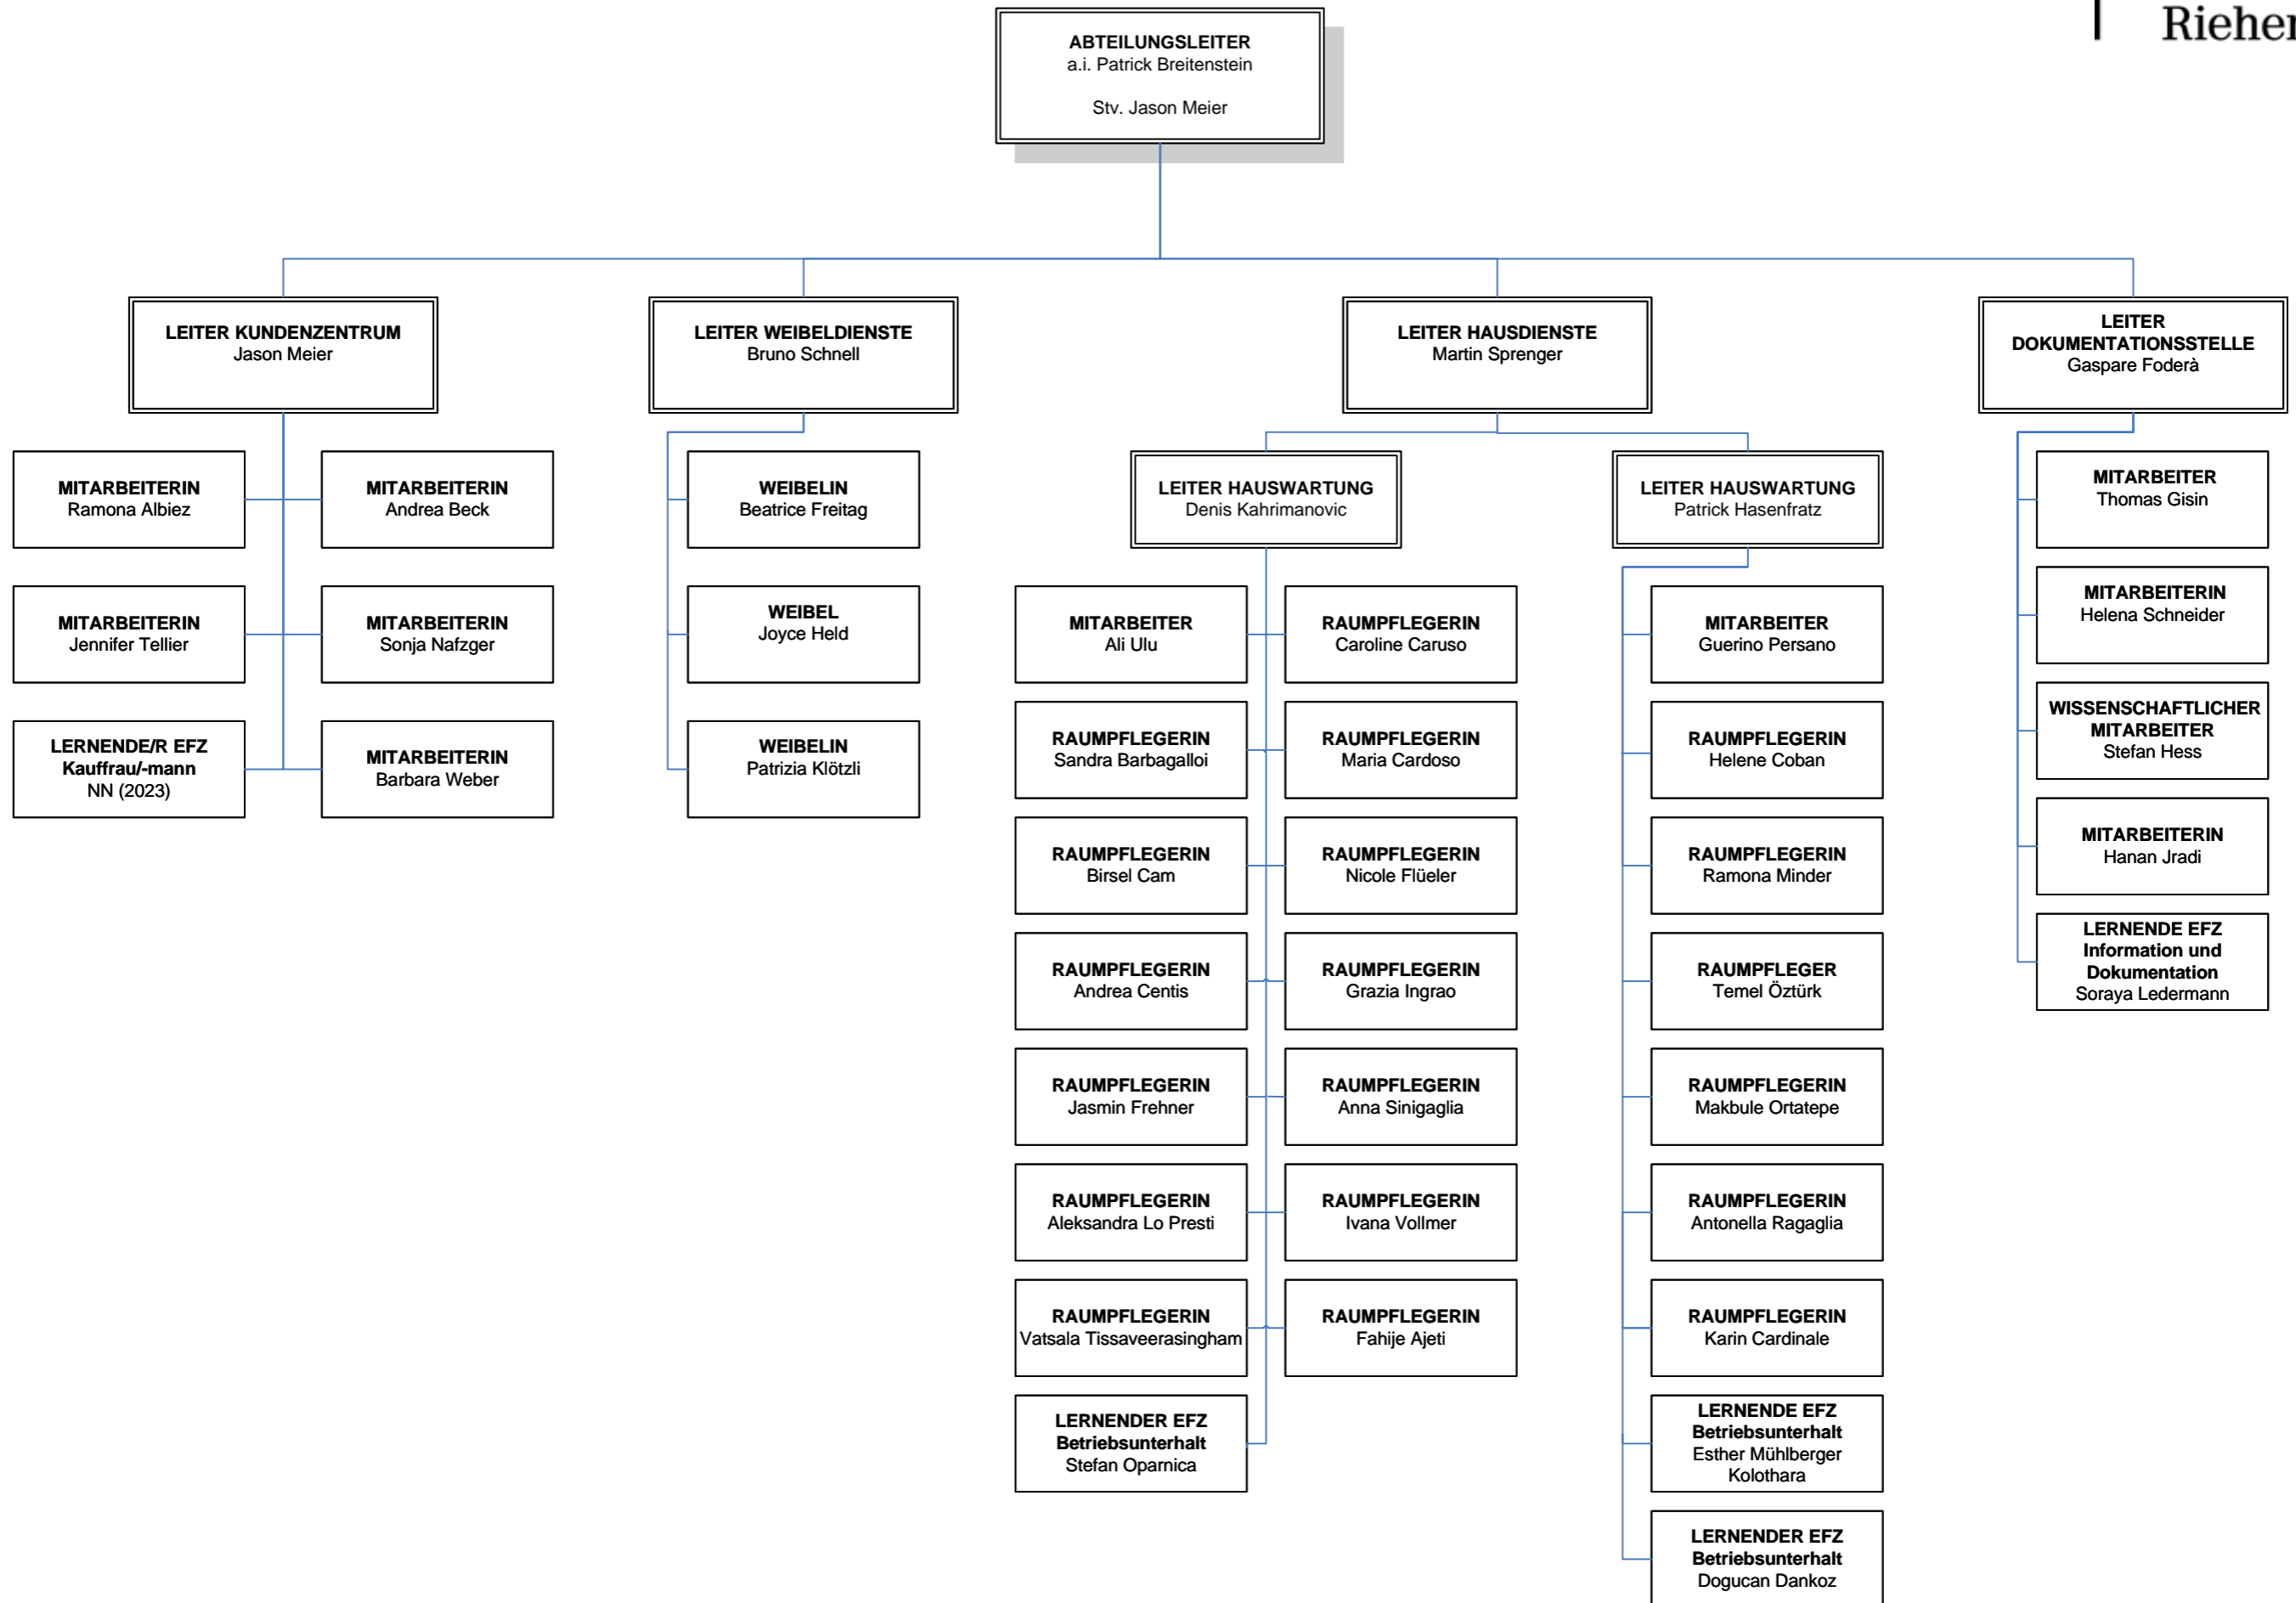 Riehen
ABTEILUNGSLEITER
a.i. Patrick Breitenstein
Stv. Jason Meier
LEITER KUNDENZENTRUM
Jason Meier
LEITER WEIBELDIENSTE
Bruno Schnell
LEITER HAUSDIENSTE
Martin Sprenger
LEITER
DOKUMENTATIONSSTELLE
Gaspare Foderà
MITARBEITERIN
Ramona Albiez
MITARBEITERIN
Andrea Beck
MITARBEITERIN
Jennifer Tellier
MITARBEITERIN
Sonja Nafzger
LERNENDE/R EFZ
Kauffrau/-mann
NN (2023)
MITARBEITERIN
Barbara Weber
WEIBELIN
Beatrice Freitag
WEIBEL
Joyce Held
WEIBELIN
Patrizia Klötzli
LEITER HAUSWARTUNG
Denis Kahrimanovic
MITARBEITER
Ali Ulu
RAUMPFLEGERIN
Caroline Caruso
RAUMPFLEGERIN
Sandra Barbagalloi
RAUMPFLEGERIN
Maria Cardoso
RAUMPFLEGERIN
Birsel Cam
RAUMPFLEGERIN
Nicole Flüeler
RAUMPFLEGERIN
Andrea Centis
RAUMPFLEGERIN
Grazia Ingrao
RAUMPFLEGERIN
Jasmin Frehner
RAUMPFLEGERIN
Anna Sinigaglia
RAUMPFLEGERIN
Aleksandra Lo Presti
RAUMPFLEGERIN
Ivana Vollmer
RAUMPFLEGERIN
Vatsala Tissaveerasingham
RAUMPFLEGERIN
Fahije Ajeti
LERNENDER EFZ
Betriebsunterhalt
Stefan Oparnica
LEITER HAUSWARTUNG
Patrick Hasenfratz
MITARBEITER
Guerino Persano
RAUMPFLEGERIN
Helene Coban
RAUMPFLEGERIN
Ramona Minder
RAUMPFLEGER
Temel Öztürk
RAUMPFLEGERIN
Makbule Ortatepe
RAUMPFLEGERIN
Antonella Ragaglia
RAUMPFLEGERIN
Karin Cardinale
LERNENDE EFZ
Betriebsunterhalt
Esther Mühlberger
Kolothara
LERNENDER EFZ
Betriebsunterhalt
Dogucan Dankoz
MITARBEITER
Thomas Gisin
MITARBEITERIN
Helena Schneider
WISSENSCHAFTLICHER
MITARBEITER
Stefan Hess
MITARBEITERIN
Hanan Jradi
LERNENDE EFZ
Information und
Dokumentation
Soraya Ledermann